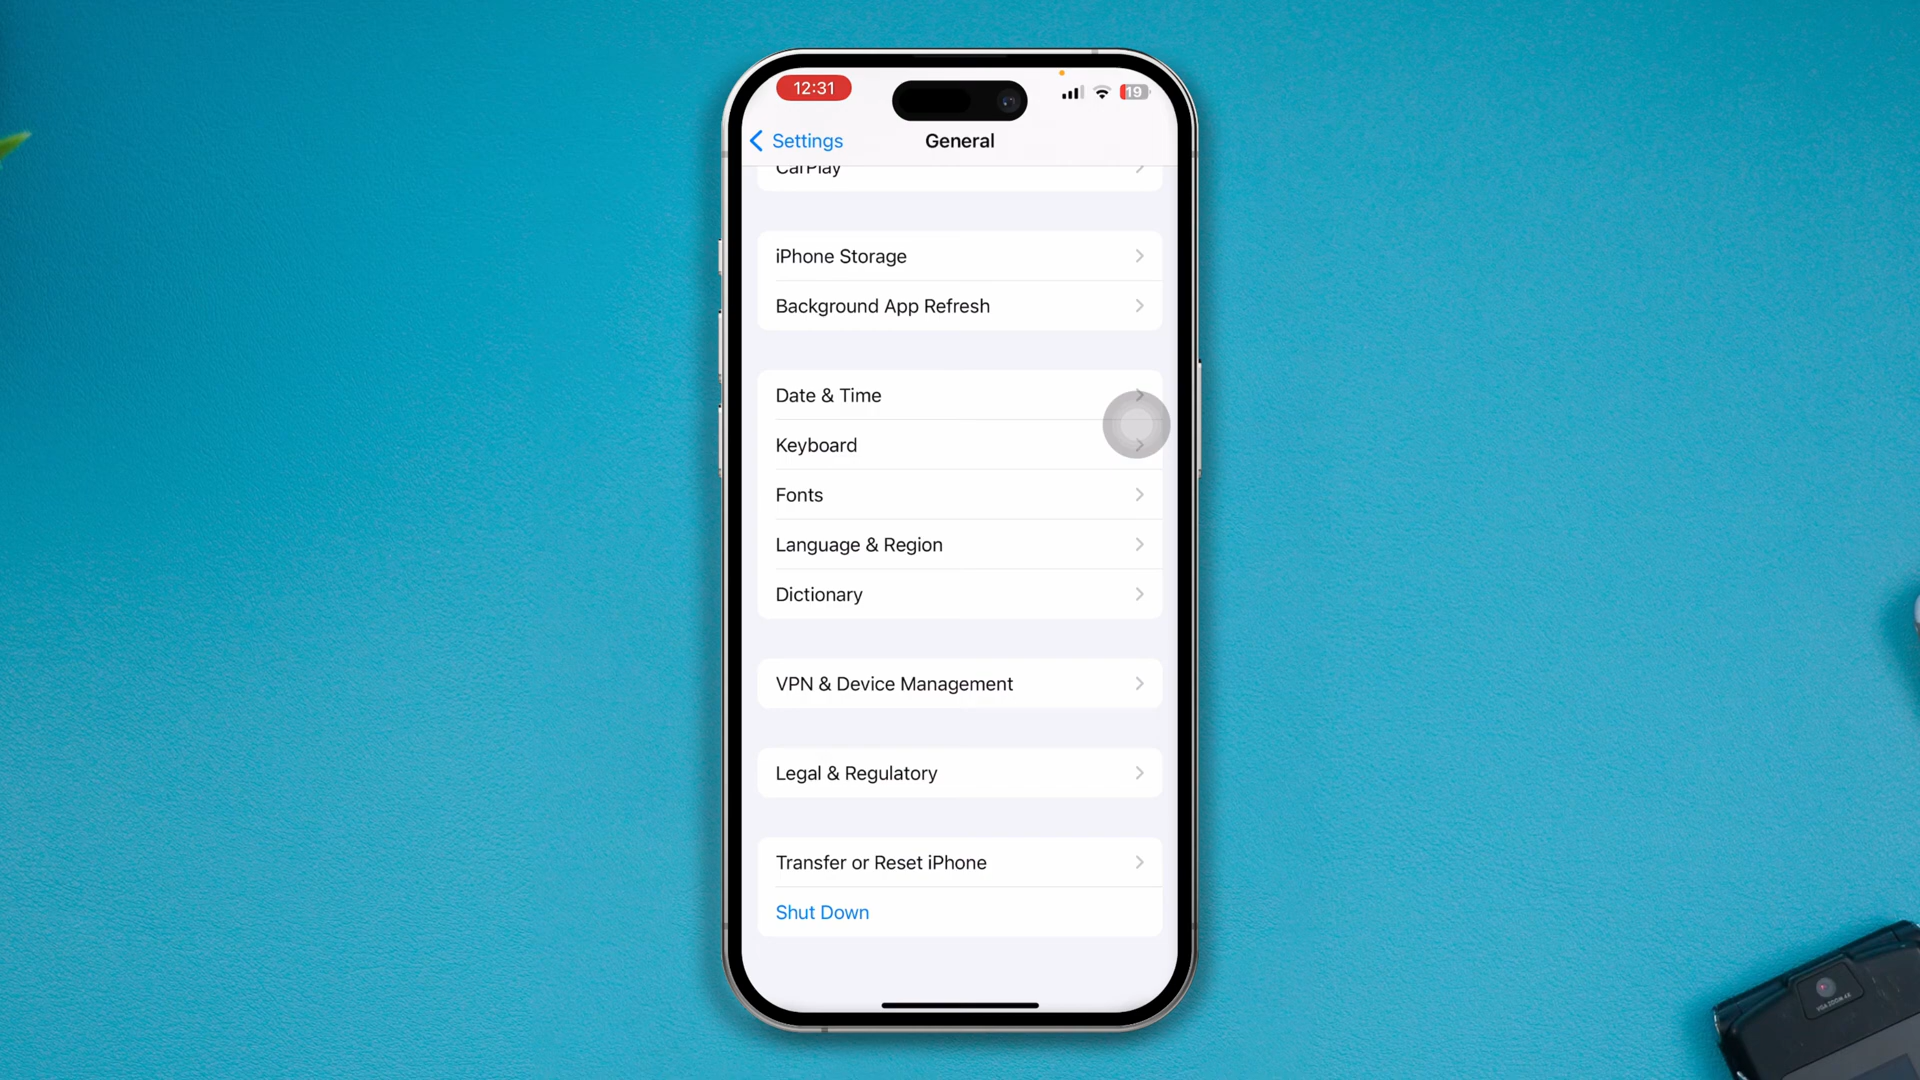 12:31
19
Settings
General
CarPlay
iPhone Storage
Background App Refresh
Date & Time
Keyboard
Fonts
Language & Region
Dictionary
VPN & Device Management
Legal & Regulatory
Transfer or Reset iPhone
Shut Down